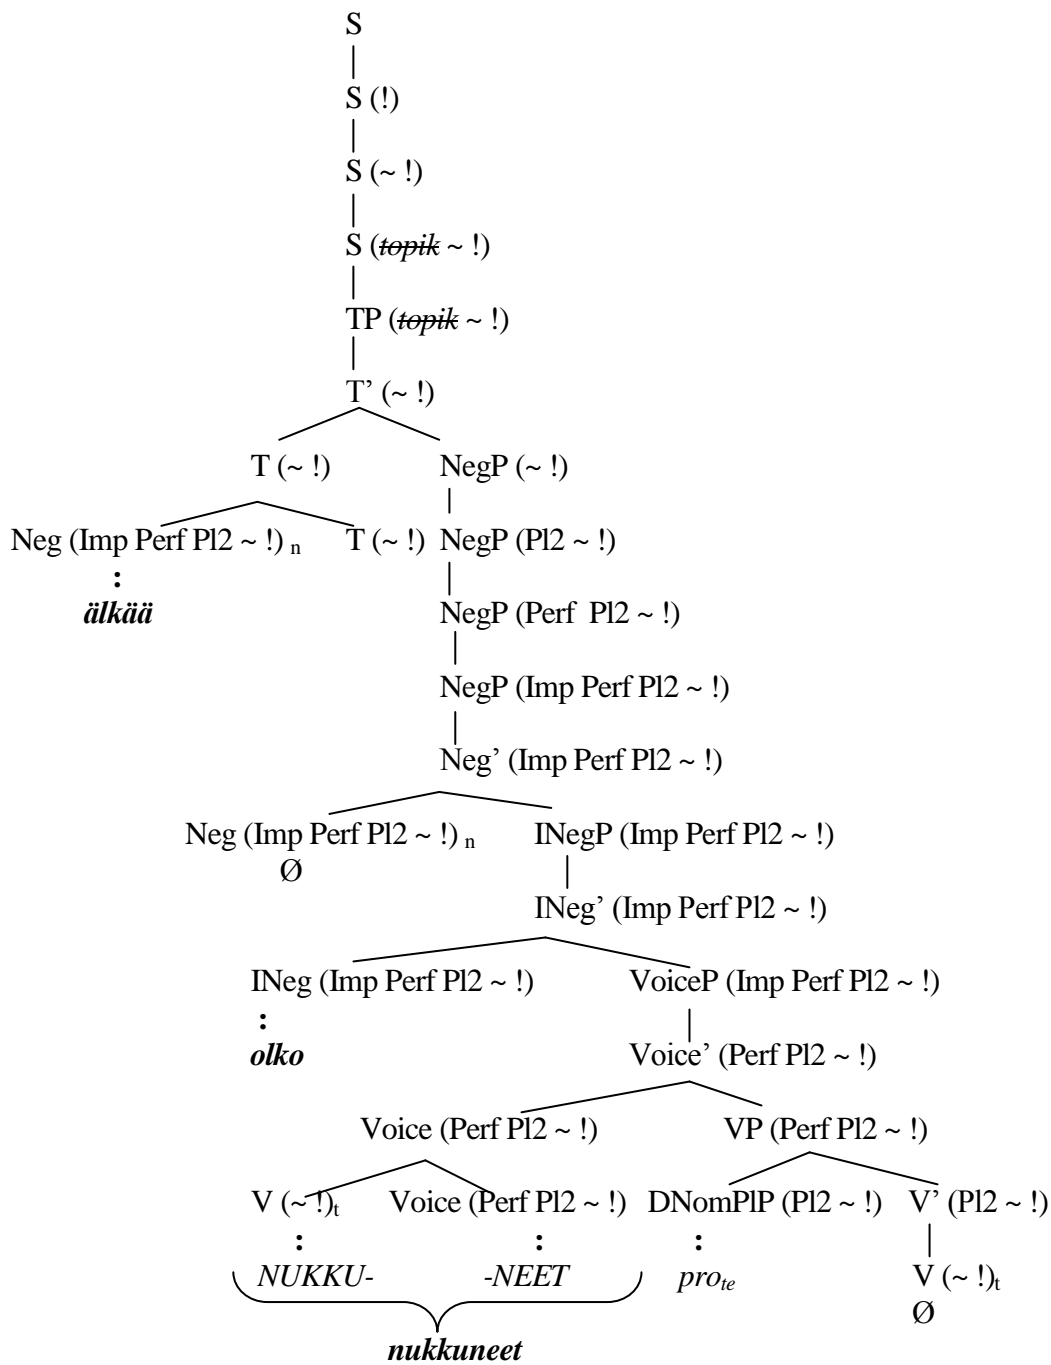 S
S (!)
S (~ !)
S (topik ~ !)
TP (topik ~ !)
T’ (~ !)
T (~ !) NegP (~ !)
Neg (Imp Perf Pl2 ~ !) n T (~ !) NegP (Pl2 ~ !)
:
älkää NegP (Perf Pl2 ~ !)
NegP (Imp Perf Pl2 ~ !)
Neg’ (Imp Perf Pl2 ~ !)
Neg (Imp Perf Pl2 ~ !) n INegP (Imp Perf Pl2 ~ !)
Ø
INeg’ (Imp Perf Pl2 ~ !)
INeg (Imp Perf Pl2 ~ !) VoiceP (Imp Perf Pl2 ~ !)
:
olko Voice’ (Perf Pl2 ~ !)
Voice (Perf Pl2 ~ !) VP (Perf Pl2 ~ !)
V (~ !)t Voice (Perf Pl2 ~ !) DNomPlP (Pl2 ~ !) V’ (Pl2 ~ !)
: : :
NUKKU- -NEET prote V (~ !)t
Ø
nukkuneet